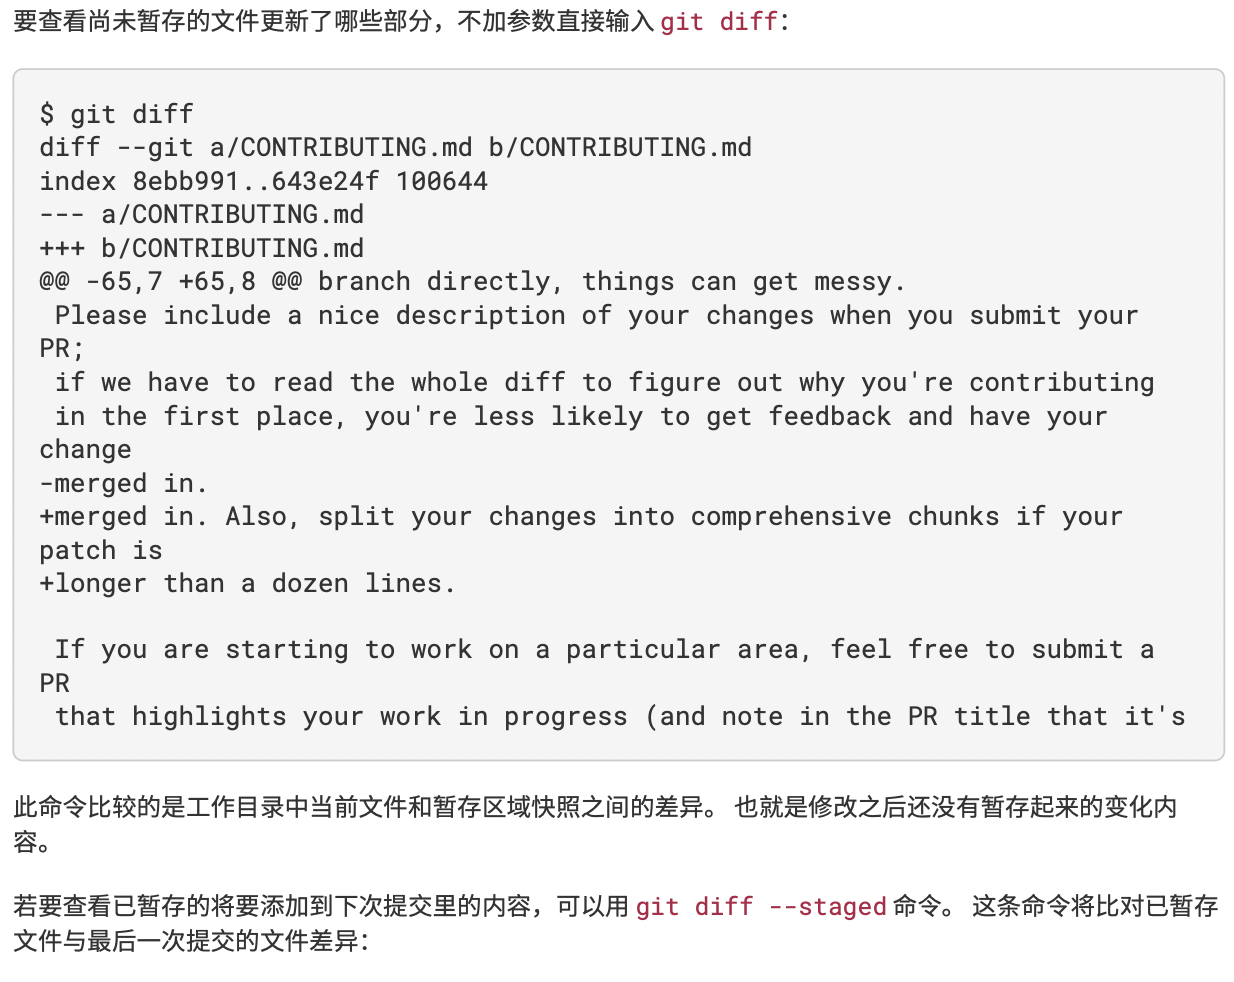 要查看尚未暂存的文件更新了哪些部分，不加参数直接输入 git diff：
$ git diff
diff --git a/CONTRIBUTING.md b/CONTRIBUTING.md
index 8ebb991..643e24f 100644
--- a/CONTRIBUTING.md
+++ b/CONTRIBUTING.md
@@ -65,7 +65,8 @@ branch directly, things can get messy.
 Please include a nice description of your changes when you submit your
PR;
 if we have to read the whole diff to figure out why you're contributing
 in the first place, you're less likely to get feedback and have your
change
-merged in.
+merged in. Also, split your changes into comprehensive chunks if your
patch is
+longer than a dozen lines.

 If you are starting to work on a particular area, feel free to submit a
PR
 that highlights your work in progress (and note in the PR title that it's
此命令比较的是工作目录中当前文件和暂存区域快照之间的差异。 也就是修改之后还没有暂存起来的变化内
容。
若要查看已暂存的将要添加到下次提交里的内容，可以用 git diff --staged 命令。 这条命令将比对已暂存
文件与最后一次提交的文件差异：